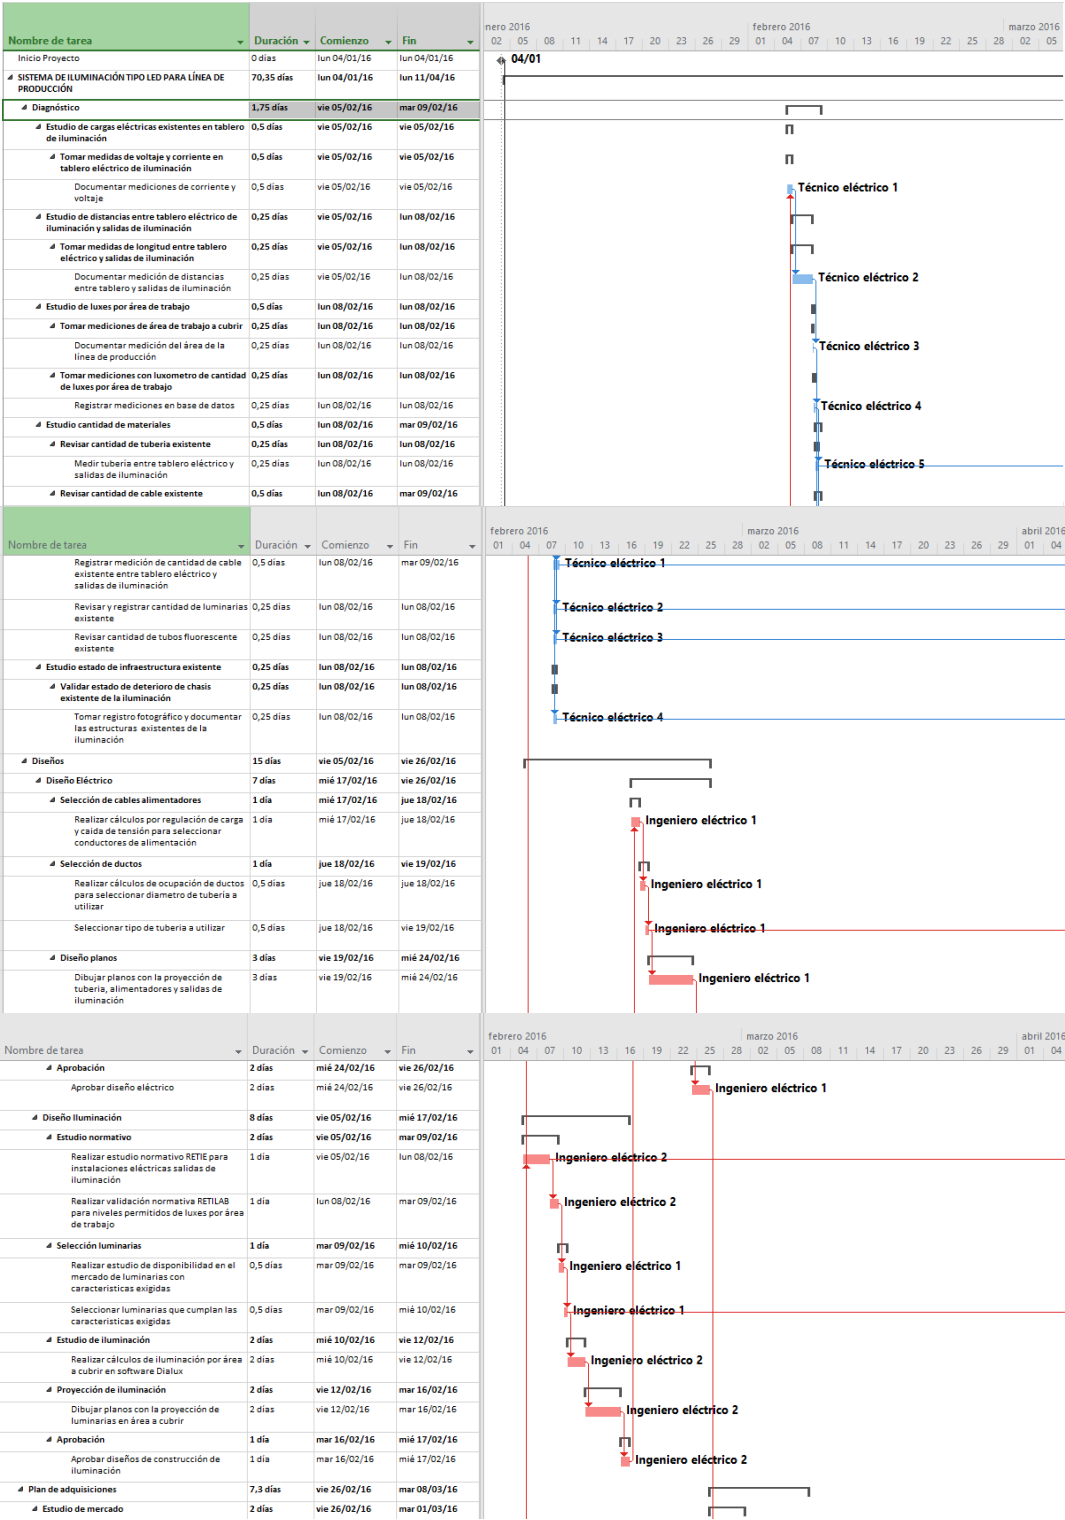 enero 2016 febrero 2016 marzo 2016
Nombre de tarea Duración Comienzo Fin 02 05 08 11 14 17 20 23 26 29 01 04 07 10 13 16 19 22 25 28 02 05
Inicio Proyecto 0 días lun 04/01/16 lun 04/01/16 04/01
SISTEMA DE ILUMINACIÓN TIPO LED PARA LÍNEA DE 70,35 días lun 04/01/16 lun 11/04/16
PRODUCCIÓN
Diagnóstico 1,75 días vie 05/02/16 mar 09/02/16
Estudio de cargas eléctricas existentes en tablero 0,5 días vie 05/02/16 vie 05/02/16
de iluminación
Tomar medidas de voltaje y corriente en 0,5 días vie 05/02/16 vie 05/02/16
tablero eléctrico de iluminación
Documentar mediciones de corriente y 0,5 días vie 05/02/16 vie 05/02/16 Técnico eléctrico 1
voltaje
Estudio de distancias entre tablero eléctrico de 0,25 días vie 05/02/16 lun 08/02/16
iluminación y salidas de iluminación
Tomar medidas de longitud entre tablero 0,25 días vie 05/02/16 lun 08/02/16
eléctrico y salidas de iluminación
Documentar medición de distancias 0,25 días vie 05/02/16 lun 08/02/16 Técnico eléctrico 2
entre tablero y salidas de iluminación
Estudio de luxes por área de trabajo 0,5 días lun 08/02/16 lun 08/02/16
Tomar mediciones de área de trabajo a cubrir 0,25 días lun 08/02/16 lun 08/02/16
Documentar medición del área de la 0,25 días lun 08/02/16 lun 08/02/16 Técnico eléctrico 3
línea de producción
Tomar mediciones con luxometro de cantidad 0,25 días lun 08/02/16 lun 08/02/16
de luxes por área de trabajo
Registrar mediciones en base de datos 0,25 días lun 08/02/16 lun 08/02/16 Técnico eléctrico 4
Estudio cantidad de materiales 0,5 días lun 08/02/16 mar 09/02/16
Revisar cantidad de tuberia existente 0,25 días lun 08/02/16 lun 08/02/16
Medir tubería entre tablero eléctrico y 0,25 días lun 08/02/16 lun 08/02/16 Técnico eléctrico 5
salidas de iluminación
Revisar cantidad de cable existente 0,5 días lun 08/02/16 mar 09/02/16
febrero 2016 marzo 2016 abril 2016
Nombre de tarea Duración Comienzo Fin 01 04 07 10 13 16 19 22 25 28 02 05 08 11 14 17 20 23 26 29 01 04
Registrar medición de cantidad de cable 0,5 días lun 08/02/16 mar 09/02/16 Técnico eléctrico 1
existente entre tablero eléctrico y
salidas de iluminación
Revisar y registrar cantidad de luminarias 0,25 días lun 08/02/16 lun 08/02/16 Técnico eléctrico 2
existente
Revisar cantidad de tubos fluorescente 0,25 días lun 08/02/16 lun 08/02/16 Técnico eléctrico 3
existente
Estudio estado de infraestructura existente 0,25 días lun 08/02/16 lun 08/02/16
Validar estado de deterioro de chasis 0,25 días lun 08/02/16 lun 08/02/16
existente de la iluminación
Tomar registro fotográfico y documentar 0,25 días lun 08/02/16 lun 08/02/16 Técnico eléctrico 4
las estructuras existentes de la
iluminación
Diseños 15 días vie 05/02/16 vie 26/02/16
Diseño Eléctrico 7 días mié 17/02/16 vie 26/02/16
Selección de cables alimentadores 1 día mié 17/02/16 jue 18/02/16
Realizar cálculos por regulación de carga 1 día mié 17/02/16 jue 18/02/16 Ingeniero eléctrico 1
y caida de tensión para seleccionar
conductores de alimentación
Selección de ductos 1 día jue 18/02/16 vie 19/02/16
Realizar cálculos de ocupación de ductos 0,5 días jue 18/02/16 jue 18/02/16 Ingeniero eléctrico 1
para seleccionar diametro de tubería a
utilizar
Seleccionar tipo de tuberia a utilizar 0,5 días jue 18/02/16 vie 19/02/16 Ingeniero eléctrico 1
Diseño planos 3 días vie 19/02/16 mié 24/02/16
Dibujar planos con la proyección de 3 días vie 19/02/16 mié 24/02/16 Ingeniero eléctrico 1
tuberia, alimentadores y salidas de
iluminación
febrero 2016 marzo 2016 abril 2016
Nombre de tarea Duración Comienzo Fin 01 04 07 10 13 16 19 22 25 28 02 05 08 11 14 17 20 23 26 29 01 04
Aprobación 2 días mié 24/02/16 vie 26/02/16
Aprobar diseño eléctrico 2 días mié 24/02/16 vie 26/02/16 Ingeniero eléctrico 1
Diseño Iluminación 8 días vie 05/02/16 mié 17/02/16
Estudio normativo 2 días vie 05/02/16 mar 09/02/16
Realizar estudio normativo RETIE para 1 día vie 05/02/16 lun 08/02/16 Ingeniero eléctrico 2
instalaciones eléctricas salidas de
iluminación
Realizar validación normativa RETILAB 1 día lun 08/02/16 mar 09/02/16 Ingeniero eléctrico 2
para niveles permitidos de luxes por área
de trabajo
Selección luminarias 1 día mar 09/02/16 mié 10/02/16
Realizar estudio de disponibilidad en el 0,5 días mar 09/02/16 mar 09/02/16 Ingeniero eléctrico 1
mercado de luminarias con
caracteristicas exigidas
Seleccionar luminarias que cumplan las 0,5 días mar 09/02/16 mié 10/02/16 Ingeniero eléctrico 1
caracteristicas exigidas
Estudio de iluminación 2 días mié 10/02/16 vie 12/02/16
Realizar cálculos de iluminación por área 2 días mié 10/02/16 vie 12/02/16 Ingeniero eléctrico 2
a cubrir en software Dialux
Proyección de iluminación 2 días vie 12/02/16 mar 16/02/16
Dibujar planos con la proyección de 2 días vie 12/02/16 mar 16/02/16 Ingeniero eléctrico 2
luminarias en área a cubrir
Aprobación 1 día mar 16/02/16 mié 17/02/16
Aprobar diseños de construcción de 1 día mar 16/02/16 mié 17/02/16 Ingeniero eléctrico 2
iluminación
Plan de adquisiciones 7,3 días vie 26/02/16 mar 08/03/16
Estudio de mercado 2 días vie 26/02/16 mar 01/03/16